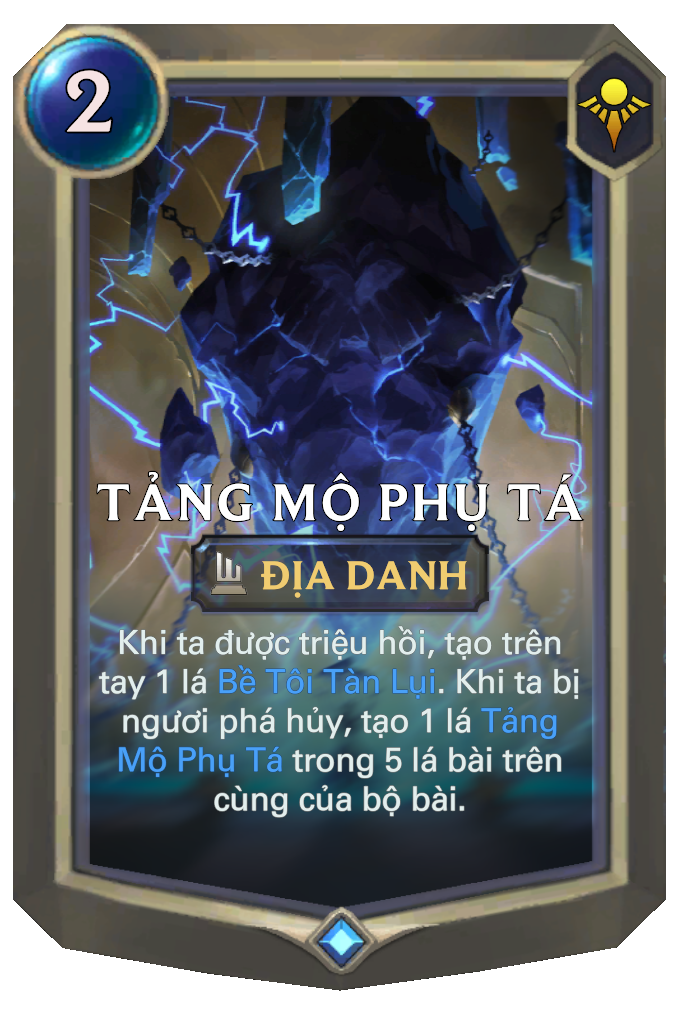 2
TẢNG MỘ PHỤ TÁ
ĐỊA DANH
Khi ta được triệu hồi, tạo trên
tay 1 lá Bề Tôi Tàn Lụi. Khi ta bị
ngươi phá hủy, tạo 1 lá Tảng
Mộ Phụ Tá trong 5 lá bài trên
cùng của bộ bài.